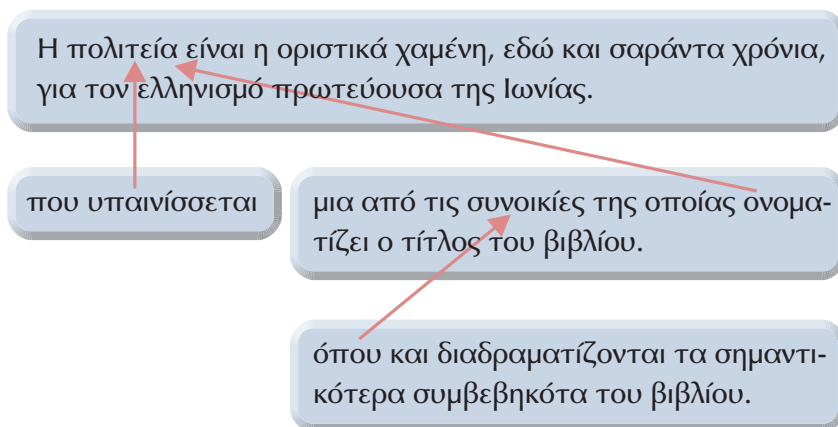 Η πολιτεία είναι η οριστικά χαμένη, εδώ και σαράντα χρόνια,
για τον ελληνισμό πρωτεύουσα της Ιωνίας.
που υπαινίσσεται
μια από τις συνοικίες της οποίας ονομα-
τίζει ο τίτλος του βιβλίου.
όπου και διαδραματίζονται τα σημαντι-
κότερα συμβεβηκότα του βιβλίου.